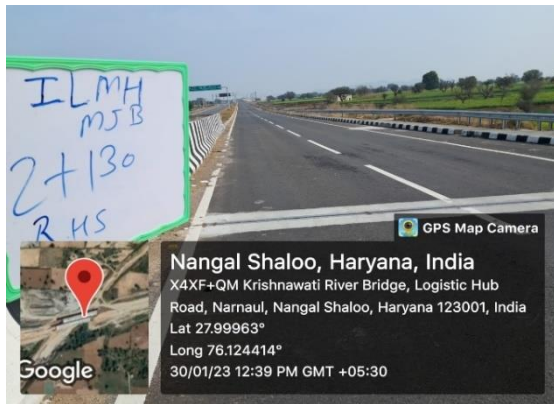 ILMH
MJB
2+130
RHS
GPS Map Camera
Nangal Shaloo, Haryana, India
X4XF+QM Krishnawati River Bridge, Logistic Hub
Road, Narnaul, Nangal Shaloo, Haryana 123001, India
Lat 27.99963°
Long 76.124414°
30/01/23 12:39 PM GMT +05:30
Google